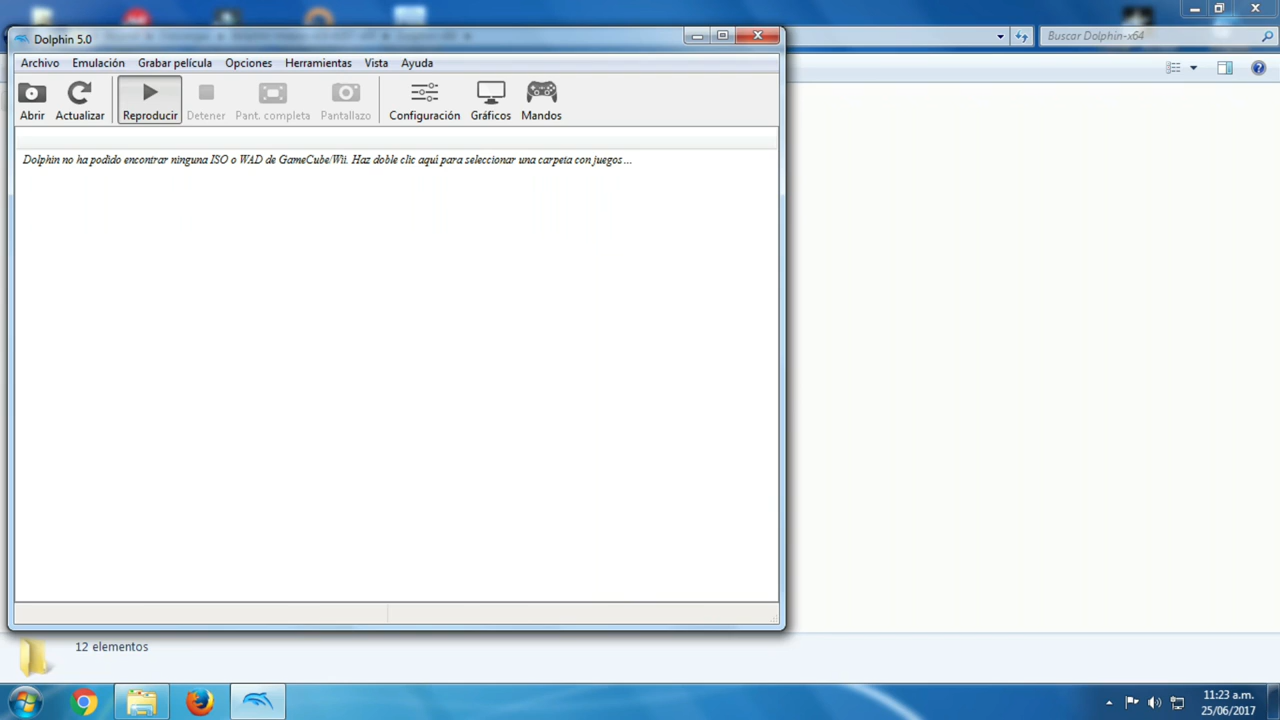 Dolphin 5.0
Buscar Dolphin-x64
Archivo Emulación Grabar película Opciones Herramientas Vista Ayuda
Abrir Actualizar Reproducir Detener Pant. completa Pantallazo Configuración Gráficos Mandos
Dolphin no ha podido encontrar ninguna ISO o WAD de GameCube/Wii. Haz doble clic aquí para seleccionar una carpeta con juegos...
12 elementos
11:23 a.m.
25/06/2017